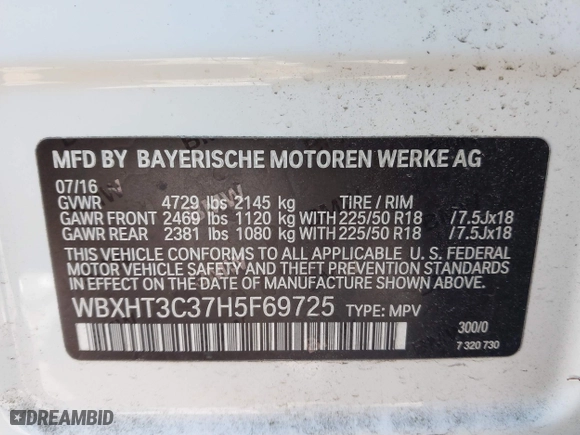 MFD BY BAYERISCHE MOTOREN WERKE AG
07/16
GVWR 4729 lbs 2145 kg TIRE / RIM
GAWR FRONT 2469 lbs 1120 kg WITH 225/50 R18 /7.5Jx18
GAWR REAR 2381 lbs 1080 kg WITH 225/50 R18 /7.5Jx18
THIS VEHICLE CONFORMS TO ALL APPLICABLE U. S. FEDERAL
MOTOR VEHICLE SAFETY AND THEFT PREVENTION
STANDARDS IN EFFECT ON THE DATE OF MANUFACTURE SHOWN ABOVE.
WBXHT3C37H5F69725 TYPE: MPV
300/0
7 320 730
DREAMBID